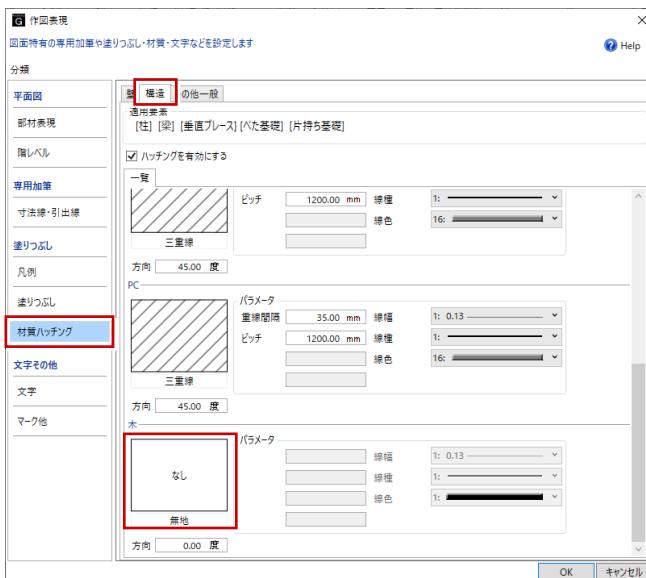 G 作図表現
図面特有の専用加筆や塗りつぶし・材質・文字などを設定します
Help
分類
平面図
部材表現
階レベル
専用加筆
寸法線・引出線
塗りつぶし
凡例
塗りつぶし
材質ハッチング
文字その他
文字
マーク他
構造
の他一般
適用要素
[柱] [梁] [垂直ブレース] [べた基礎] [片持ち基礎]
ハッチングを有効にする
一覧
ピッチ 1200.00 mm 線種 1:
線色 16:
三重線
方向 45.00 度
PC
パラメータ
重線間隔 35.00 mm 線幅 1: 0.13
ピッチ 1200.00 mm 線種 1:
線色 16:
三重線
方向 45.00 度
木
パラメータ
線幅 1: 0.13
なし
線種 1:
線色 1:
無地
方向 0.00 度
OK キャンセル